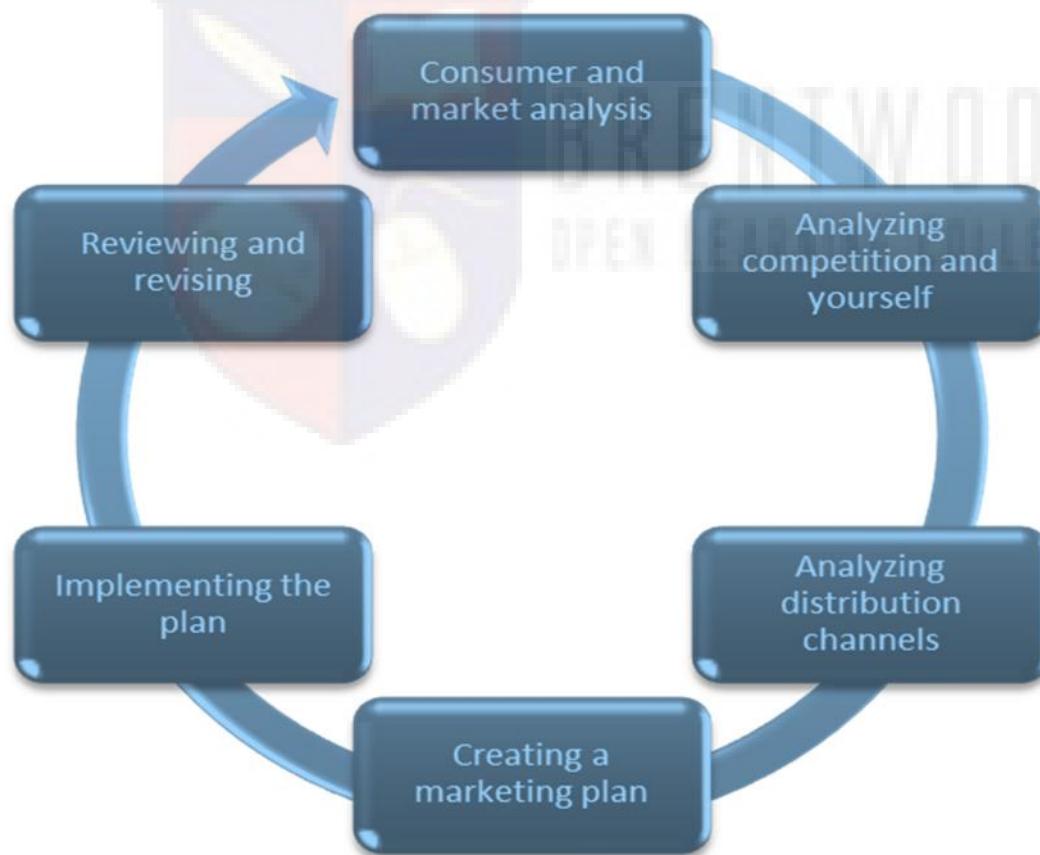 Consumer and
market analysis
Analyzing
competition and
yourself
Analyzing
distribution
channels
Creating a
marketing plan
Implementing the
plan
Reviewing and
revising
OPEN